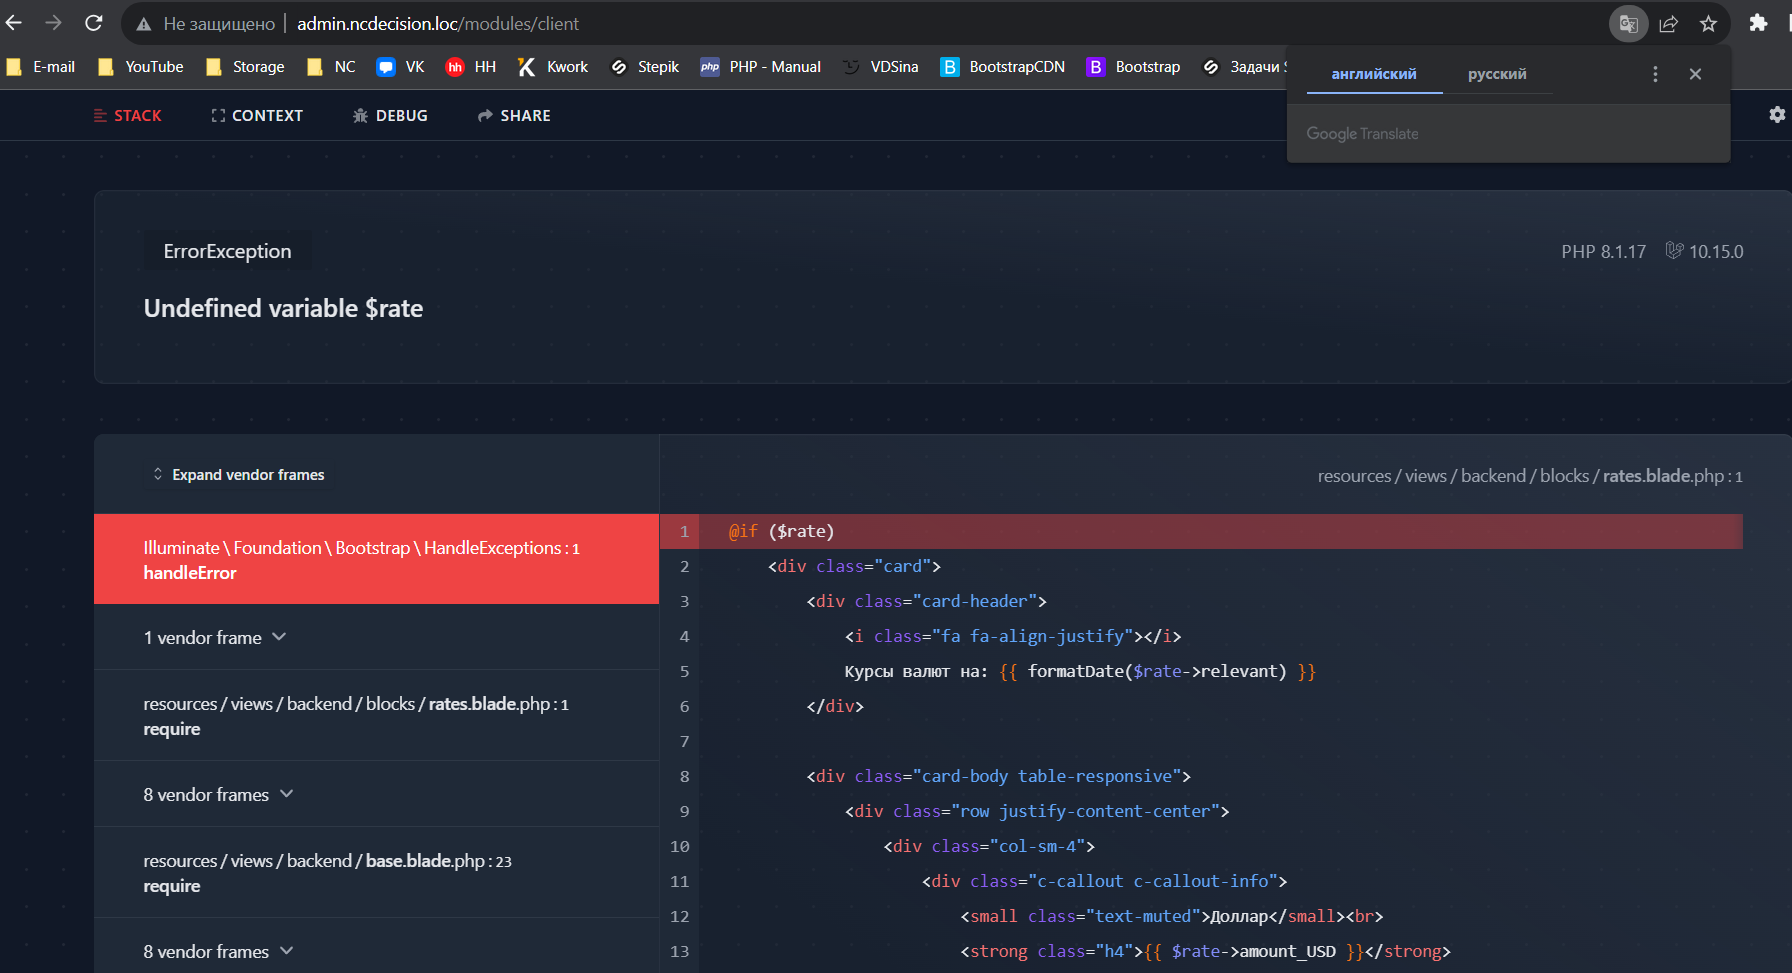 Не защищено | admin.ncdecision.loc/modules/client
E-mail YouTube Storage NC VK hh HH Kwork Stepik php PHP - Manual VDSina B BootstrapCDN B Bootstrap Задачи S
английский русский
Google Translate
STACK CONTEXT DEBUG SHARE
ErrorException
PHP 8.1.17 10.15.0
Undefined variable $rate
Expand vendor frames
resources / views / backend / blocks / rates.blade.php : 1
Illuminate \ Foundation \ Bootstrap \ HandleExceptions : 1
handleError
1 vendor frame
resources / views / backend / blocks / rates.blade.php : 1
require
8 vendor frames
resources / views / backend / base.blade.php : 23
require
8 vendor frames
1 @if ($rate)
2 <div class="card">
3 <div class="card-header">
4 <i class="fa fa-align-justify"></i>
5 Курсы валют на: {{ formatDate($rate->relevant) }}
6 </div>
7
8 <div class="card-body table-responsive">
9 <div class="row justify-content-center">
10 <div class="col-sm-4">
11 <div class="c-callout c-callout-info">
12 <small class="text-muted">Доллар</small><br>
13 <strong class="h4">{{ $rate->amount_USD }}</strong>